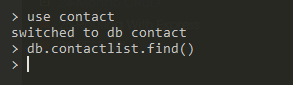 > use contact
switched to db contact
> db.contactlist.find()
>